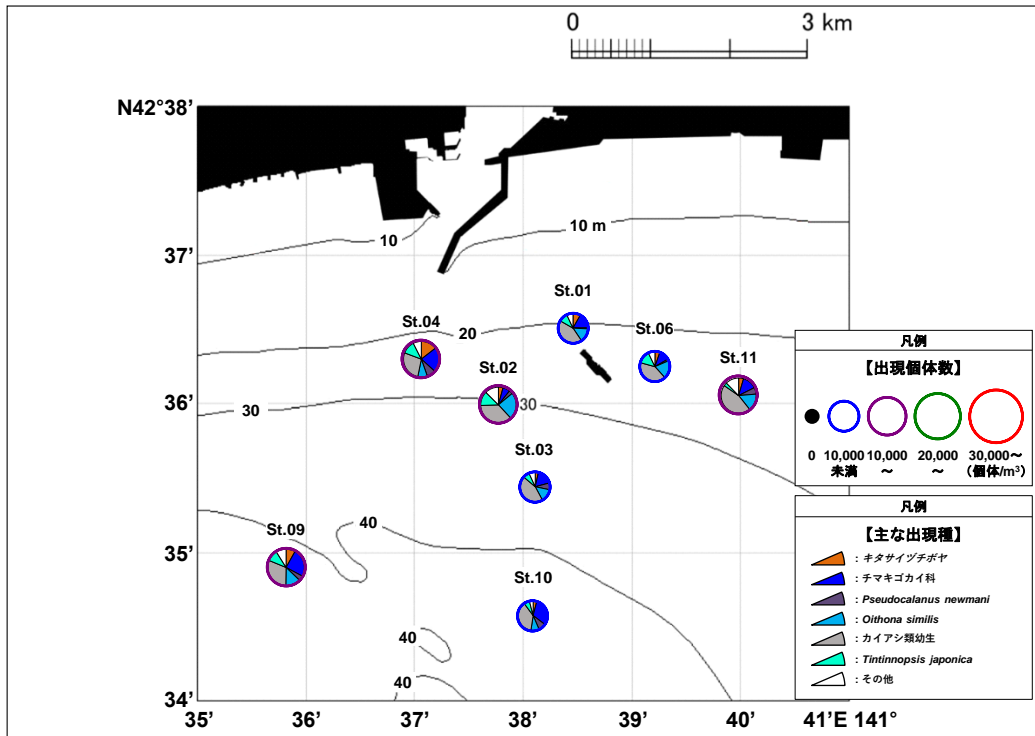 0 3 km
N42°38’
10 10 m
37’
St.01
St.04 20 St.06
St.02 St.11
36’ 30 30
St.03
40
St.09
35’
St.10
40
40
34’
35’ 36’ 37’ 38’ 39’ 40’ 41’E 141°
凡例
【出現個体数】
0 10,000 10,000 20,000 30,000～
未満 ～ ～ (個体/m³)
凡例
【主な出現種】
: キタサイヅチボヤ
: チマキゴカイ科
: Pseudocalanus newmani
: Oithona similis
: カイアシ類幼生
: Tintinnopsis japonica
: その他